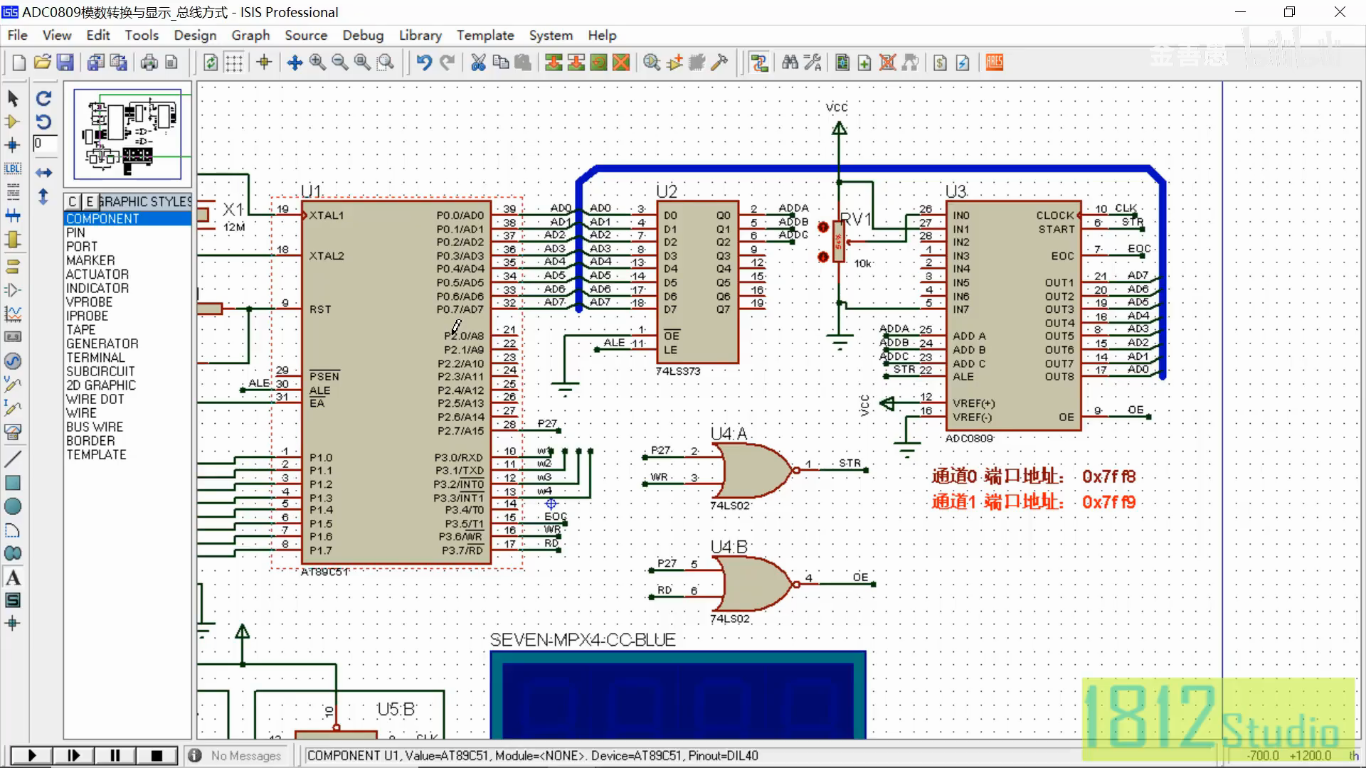 ADC0809模数转换与显示_总线方式 - ISIS Professional
File View Edit Tools Design Graph Source Debug Library Template System Help
金善愚
0
C E GRAPHIC STYLES
COMPONENT
PIN
PORT
MARKER
ACTUATOR
INDICATOR
VPROBE
IPROBE
TAPE
GENERATOR
TERMINAL
SUBCIRCUIT
2D GRAPHIC
WIRE DOT
WIRE
BUS WIRE
BORDER
TEMPLATE
X1
12M
U1
19 XTAL1
18 XTAL2
9 RST
29 PSEN
ALE 30 ALE
31 EA
1 P1.0
2 P1.1
3 P1.2
4 P1.3
5 P1.4
6 P1.5
7 P1.6
8 P1.7
P0.0/AD0 39 AD0
P0.1/AD1 38 AD1
P0.2/AD2 37 AD2
P0.3/AD3 36 AD3
P0.4/AD4 35 AD4
P0.5/AD5 34 AD5
P0.6/AD6 33 AD6
P0.7/AD7 32 AD7
P2.0/A8 21
P2.1/A9 22
P2.2/A10 23
P2.3/A11 24
P2.4/A12 25
P2.5/A13 26
P2.6/A14 27
P2.7/A15 28 P27
P3.0/RXD 10 w1
P3.1/TXD 11 w2
P3.2/INT0 12 w3
P3.3/INT1 13 w4
P3.4/T0 14
P3.5/T1 15 EOC
P3.6/WR 16 WR
P3.7/RD 17 RD
AT89C51
U2
AD0 3 D0 Q0 2 ADDA
AD1 4 D1 Q1 5 ADDB
AD2 7 D2 Q2 6 ADDC
AD3 8 D3 Q3 9
AD4 13 D4 Q4 12
AD5 14 D5 Q5 15
AD6 17 D6 Q6 16
AD7 18 D7 Q7 19
1 OE
ALE 11 LE
74LS373
VCC
RV1
10k
U3
26 IN0 CLOCK 10 CLK
27 IN1 START 6 STR
28 IN2
1 IN3 EOC 7 EOC
2 IN4
3 IN5 OUT1 21 AD7
4 IN6 OUT2 20 AD6
5 IN7 OUT3 19 AD5
OUT4 18 AD4
ADDA 25 ADD A OUT5 8 AD3
ADDB 24 ADD B OUT6 15 AD2
ADDC 23 ADD C OUT7 14 AD1
STR 22 ALE OUT8 17 AD0
VCC 12 VREF(+)
16 VREF(-) OE 9 OE
ADC0809
U4:A
P27 2
WR 3
1 STR
74LS02
通道0 端口地址： 0x7ff8
通道1 端口地址： 0x7ff9
U4:B
P27 5
RD 6
4 OE
74LS02
SEVEN-MPX4-CC-BLUE
U5:B
10
1812 Studio
No Messages
COMPONENT U1, Value=AT89C51, Module=<NONE>. Device=AT89C51, Pinout=DIL40
-700.0 +1200.0 th